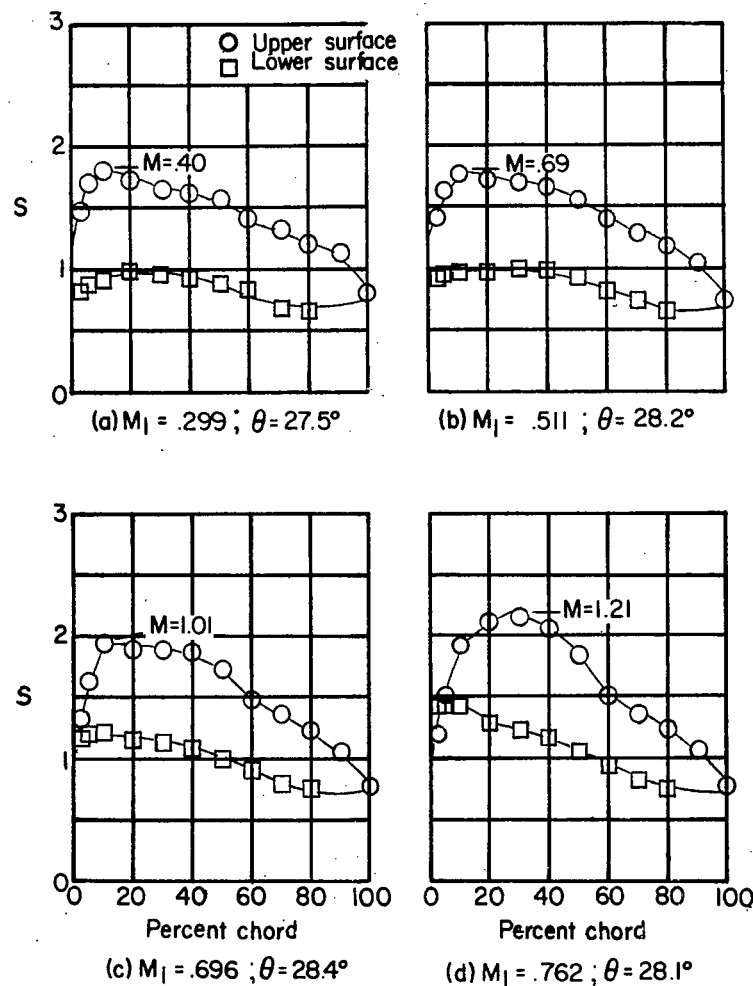 3
○ Upper surface
□ Lower surface
2
M=.40
M=.69
S
1
0
(a) M₁ = .299 ; θ = 27.5°
(b) M₁ = .511 ; θ = 28.2°
3
2
M=1.01
M=1.21
S
1
0
0 20 40 60 80 100
0 20 40 60 80 100
Percent chord
Percent chord
(c) M₁ = .696 ; θ = 28.4°
(d) M₁ = .762 ; θ = 28.1°